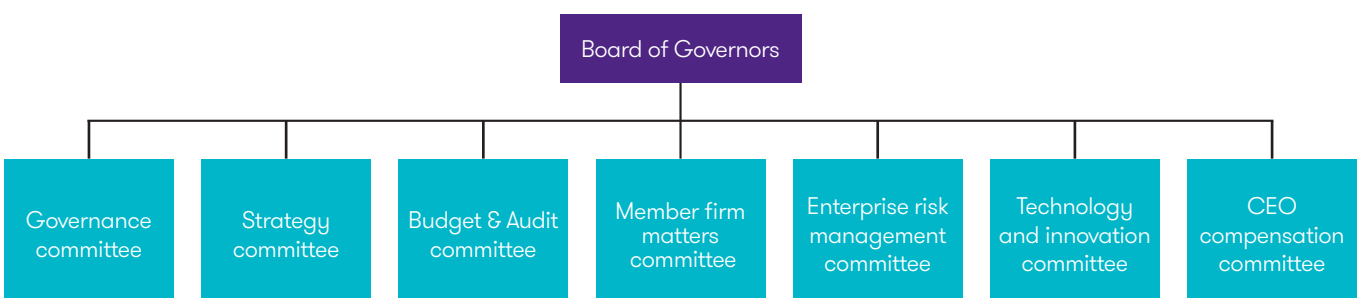 Board of Governors
Governance
committee
Strategy
committee
Budget & Audit
committee
Member firm
matters
committee
Enterprise risk
management
committee
Technology
and innovation
committee
CEO
compensation
committee